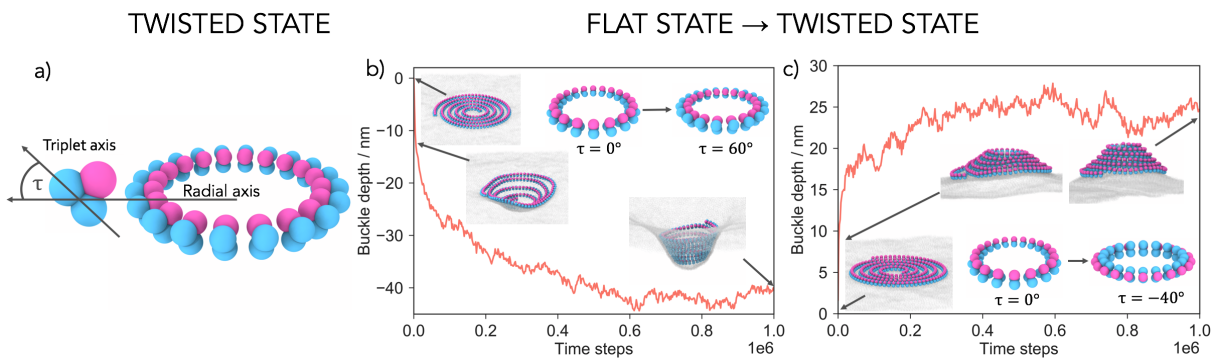 TWISTED STATE
FLAT STATE → TWISTED STATE
a)
Triplet axis
τ
Radial axis
b)
Buckle depth / nm
0
−10
−20
−30
−40
τ = 0°
τ = 60°
0.0
0.2
0.4
0.6
0.8
1.0
1e6
Time steps
c)
Buckle depth / nm
30
25
20
15
10
5
0
τ = 0°
τ = −40°
0.0
0.2
0.4
0.6
0.8
1.0
1e6
Time steps